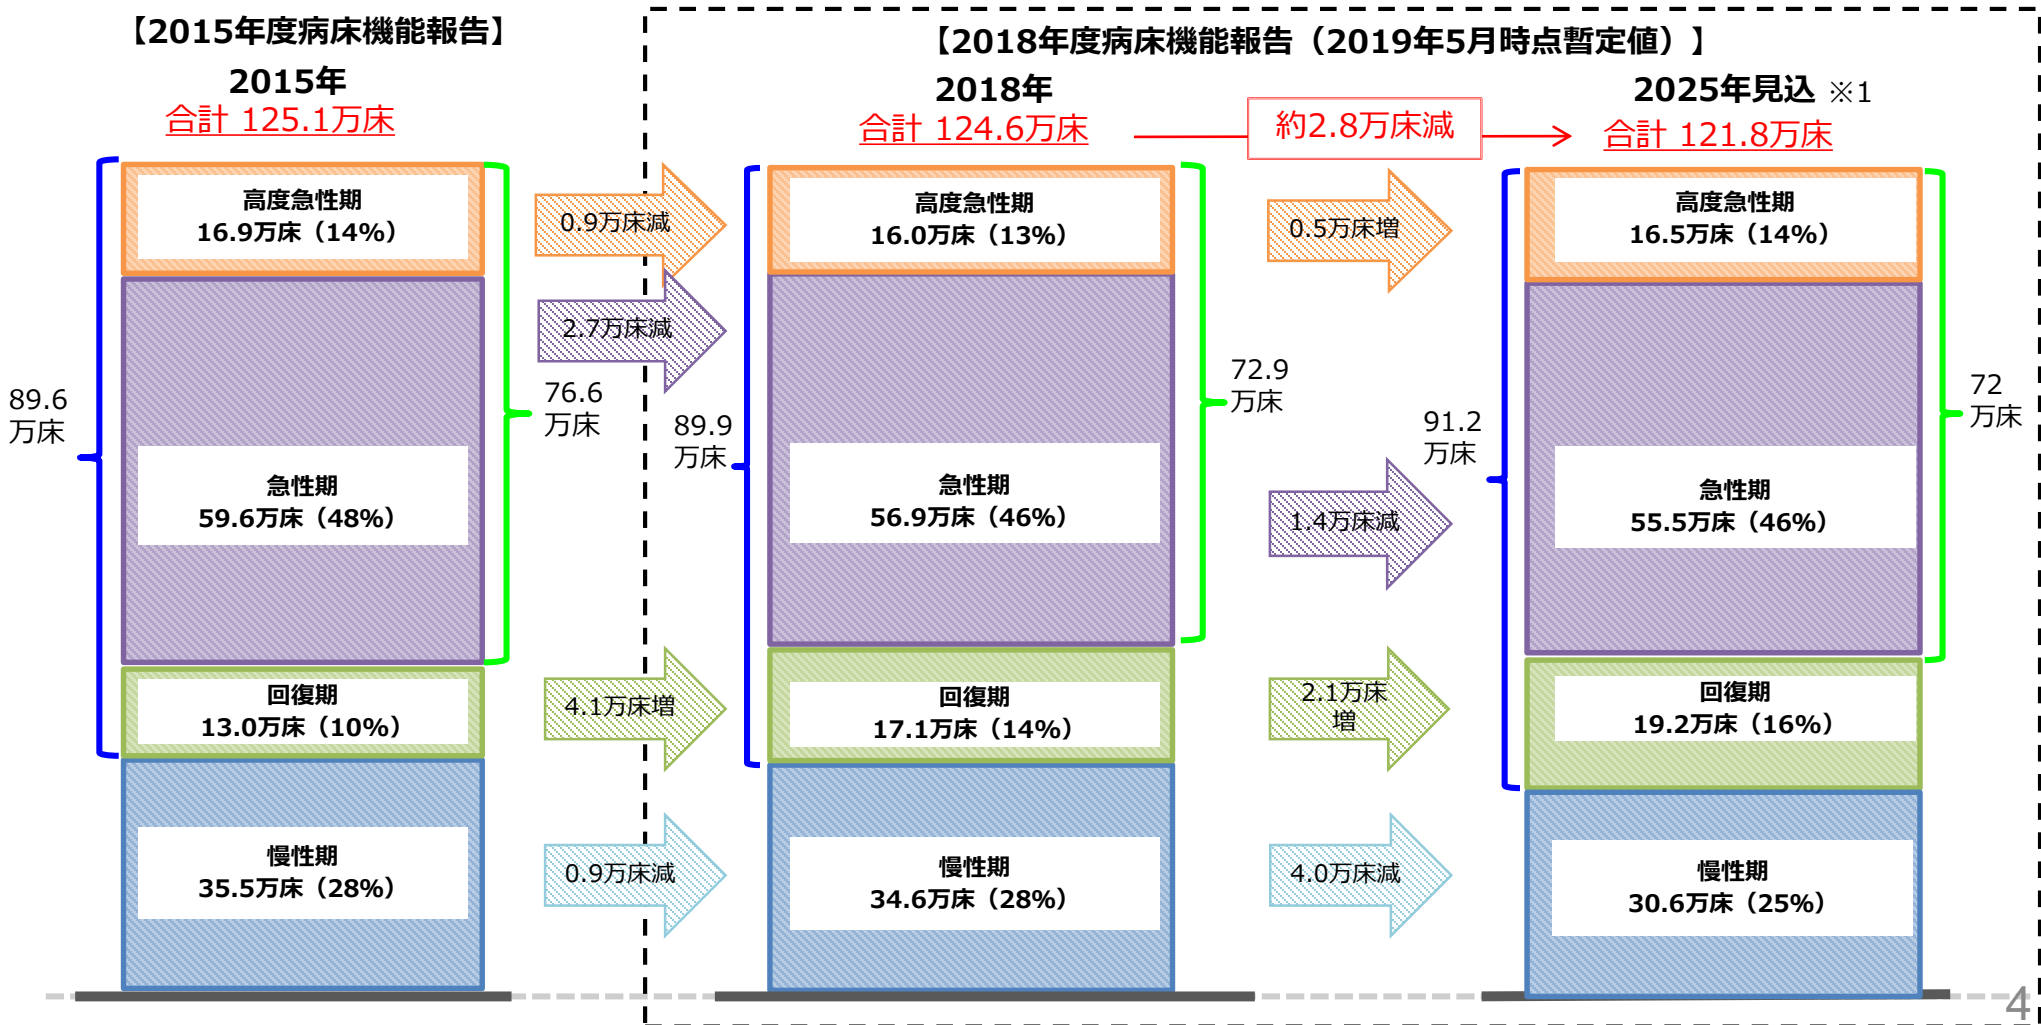 【2015年度病床機能報告】
2015年
合計 125.1万床
【2018年度病床機能報告（2019年5月時点暫定値）】
2018年
合計 124.6万床
約2.8万床減
2025年見込 ※1
合計 121.8万床
高度急性期
16.9万床（14%）
急性期
59.6万床（48%）
回復期
13.0万床（10%）
慢性期
35.5万床（28%）
89.6
万床
76.6
万床
0.9万床減
2.7万床減
4.1万床増
0.9万床減
高度急性期
16.0万床（13%）
急性期
56.9万床（46%）
回復期
17.1万床（14%）
慢性期
34.6万床（28%）
89.9
万床
72.9
万床
0.5万床増
1.4万床減
2.1万床
増
4.0万床減
高度急性期
16.5万床（14%）
急性期
55.5万床（46%）
回復期
19.2万床（16%）
慢性期
30.6万床（25%）
91.2
万床
72
万床
4